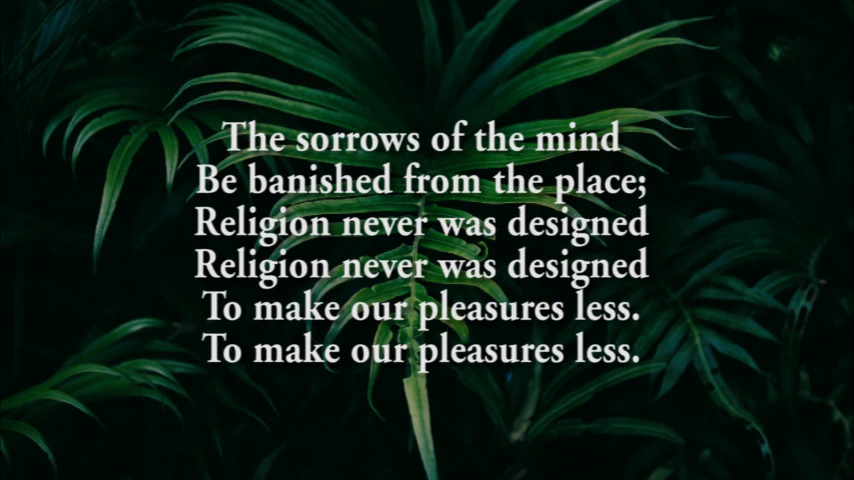 The sorrows of the mind
Be banished from the place;
Religion never was designed
Religion never was designed
To make our pleasures less.
To make our pleasures less.